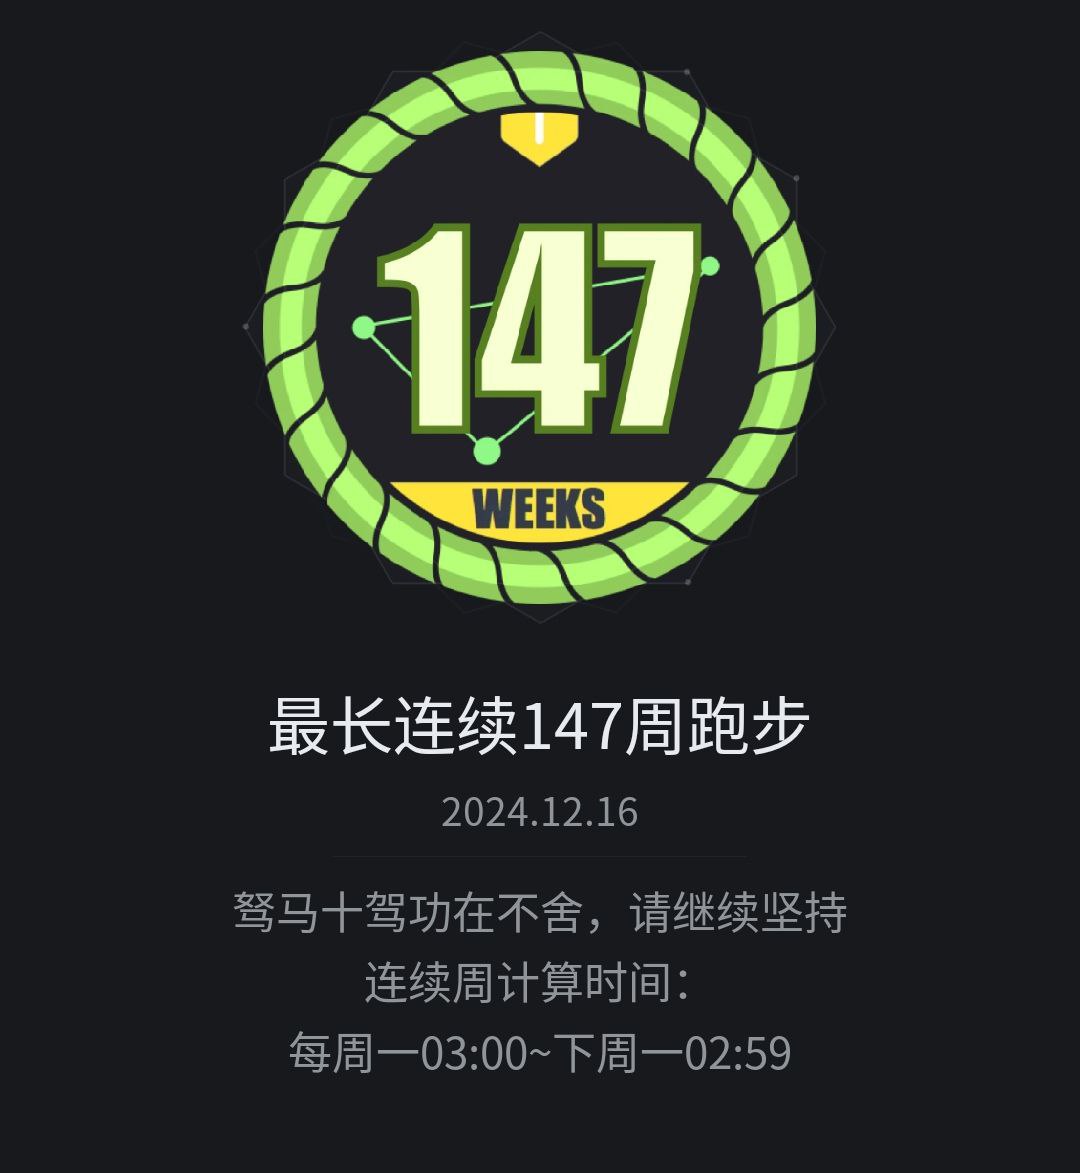 147
WEEKS
最长连续147周跑步
2024.12.16
驽马十驾功在不舍，请继续坚持
连续周计算时间：
每周一03:00~下周一02:59